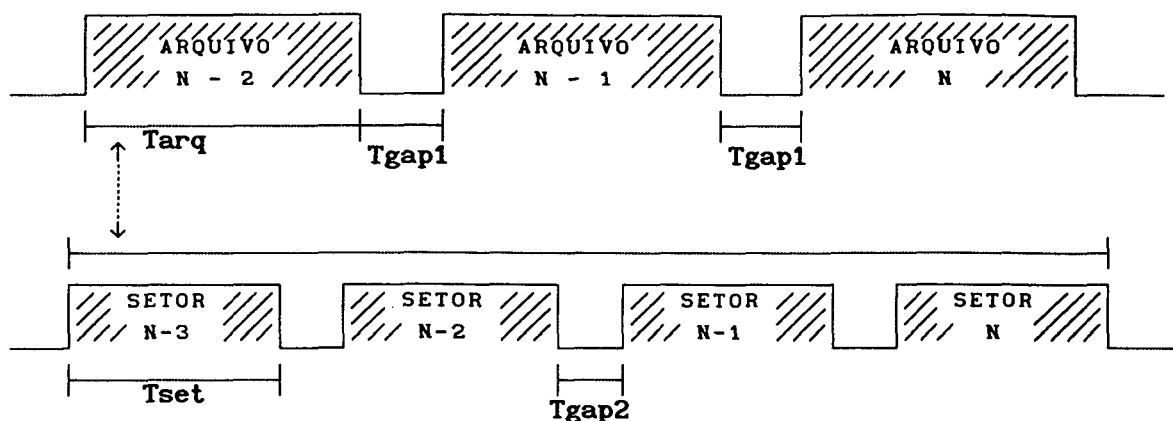 ARQUIVO ARQUIVO ARQUIVO
N - 2 N - 1 N
Tarq Tgap1 Tgap1
SETOR SETOR SETOR SETOR
N-3 N-2 N-1 N
Tset Tgap2